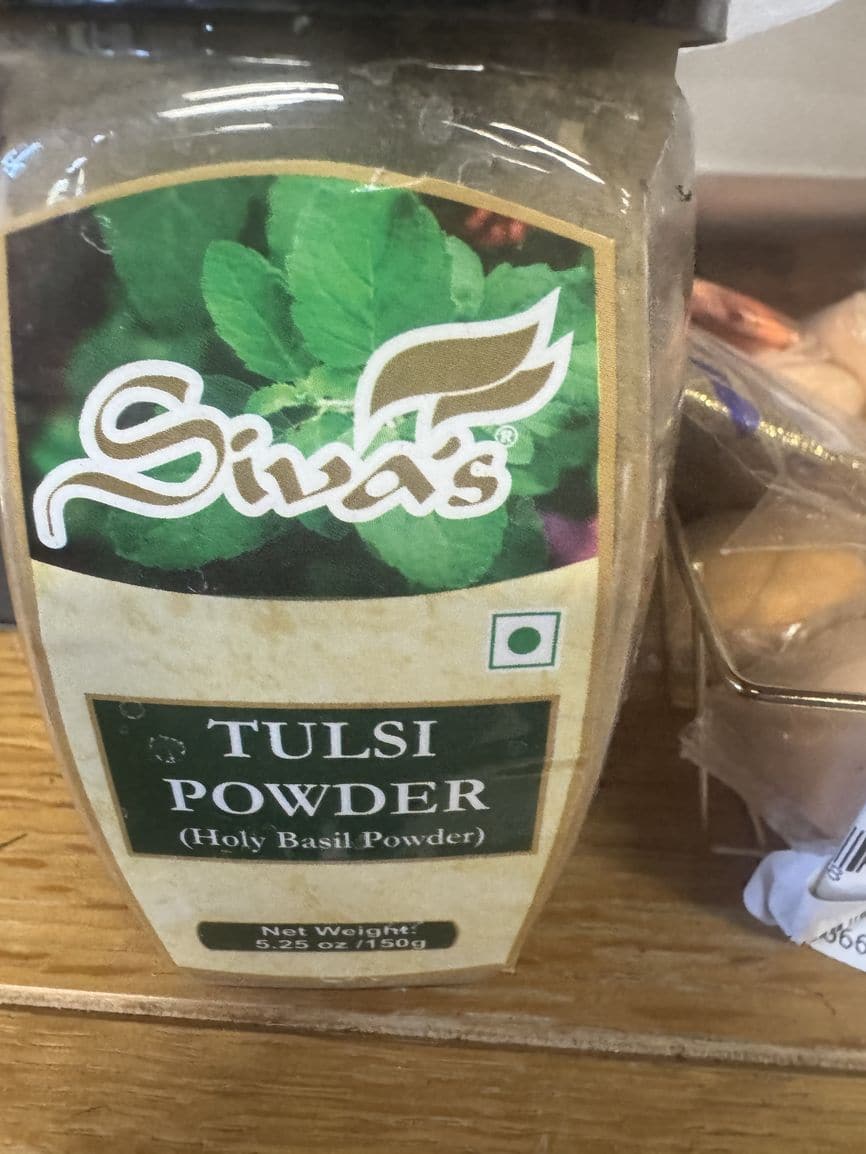 Siva's®
TULSI
POWDER
(Holy Basil Powder)
Net Weight:
5.25 oz /150g